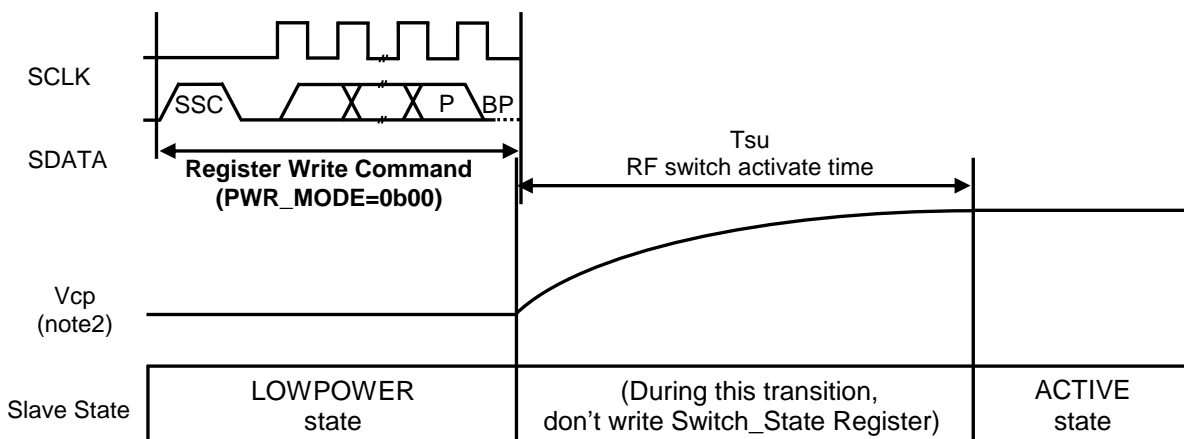 SCLK
SSC
P
BP
SDATA
Register Write Command
(PWR_MODE=0b00)
Tsu
RF switch activate time
Vcp
(note2)
Slave State
LOWPOWER
state
(During this transition,
don't write Switch_State Register)
ACTIVE
state